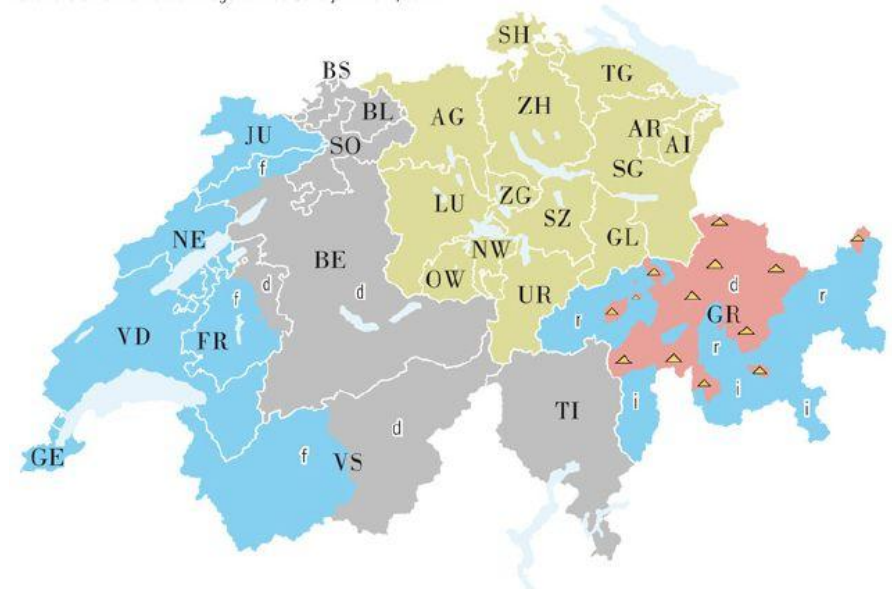 SH
BS
TG
BL
AG
ZH
JU
SO
AR
AI
f
SG
LU
ZG
SZ
NE
NW
GL
BE
OW
UR
f
d
d
d
r
r
GR
VD
FR
r
TI
i
i
i
d
GE
f
VS